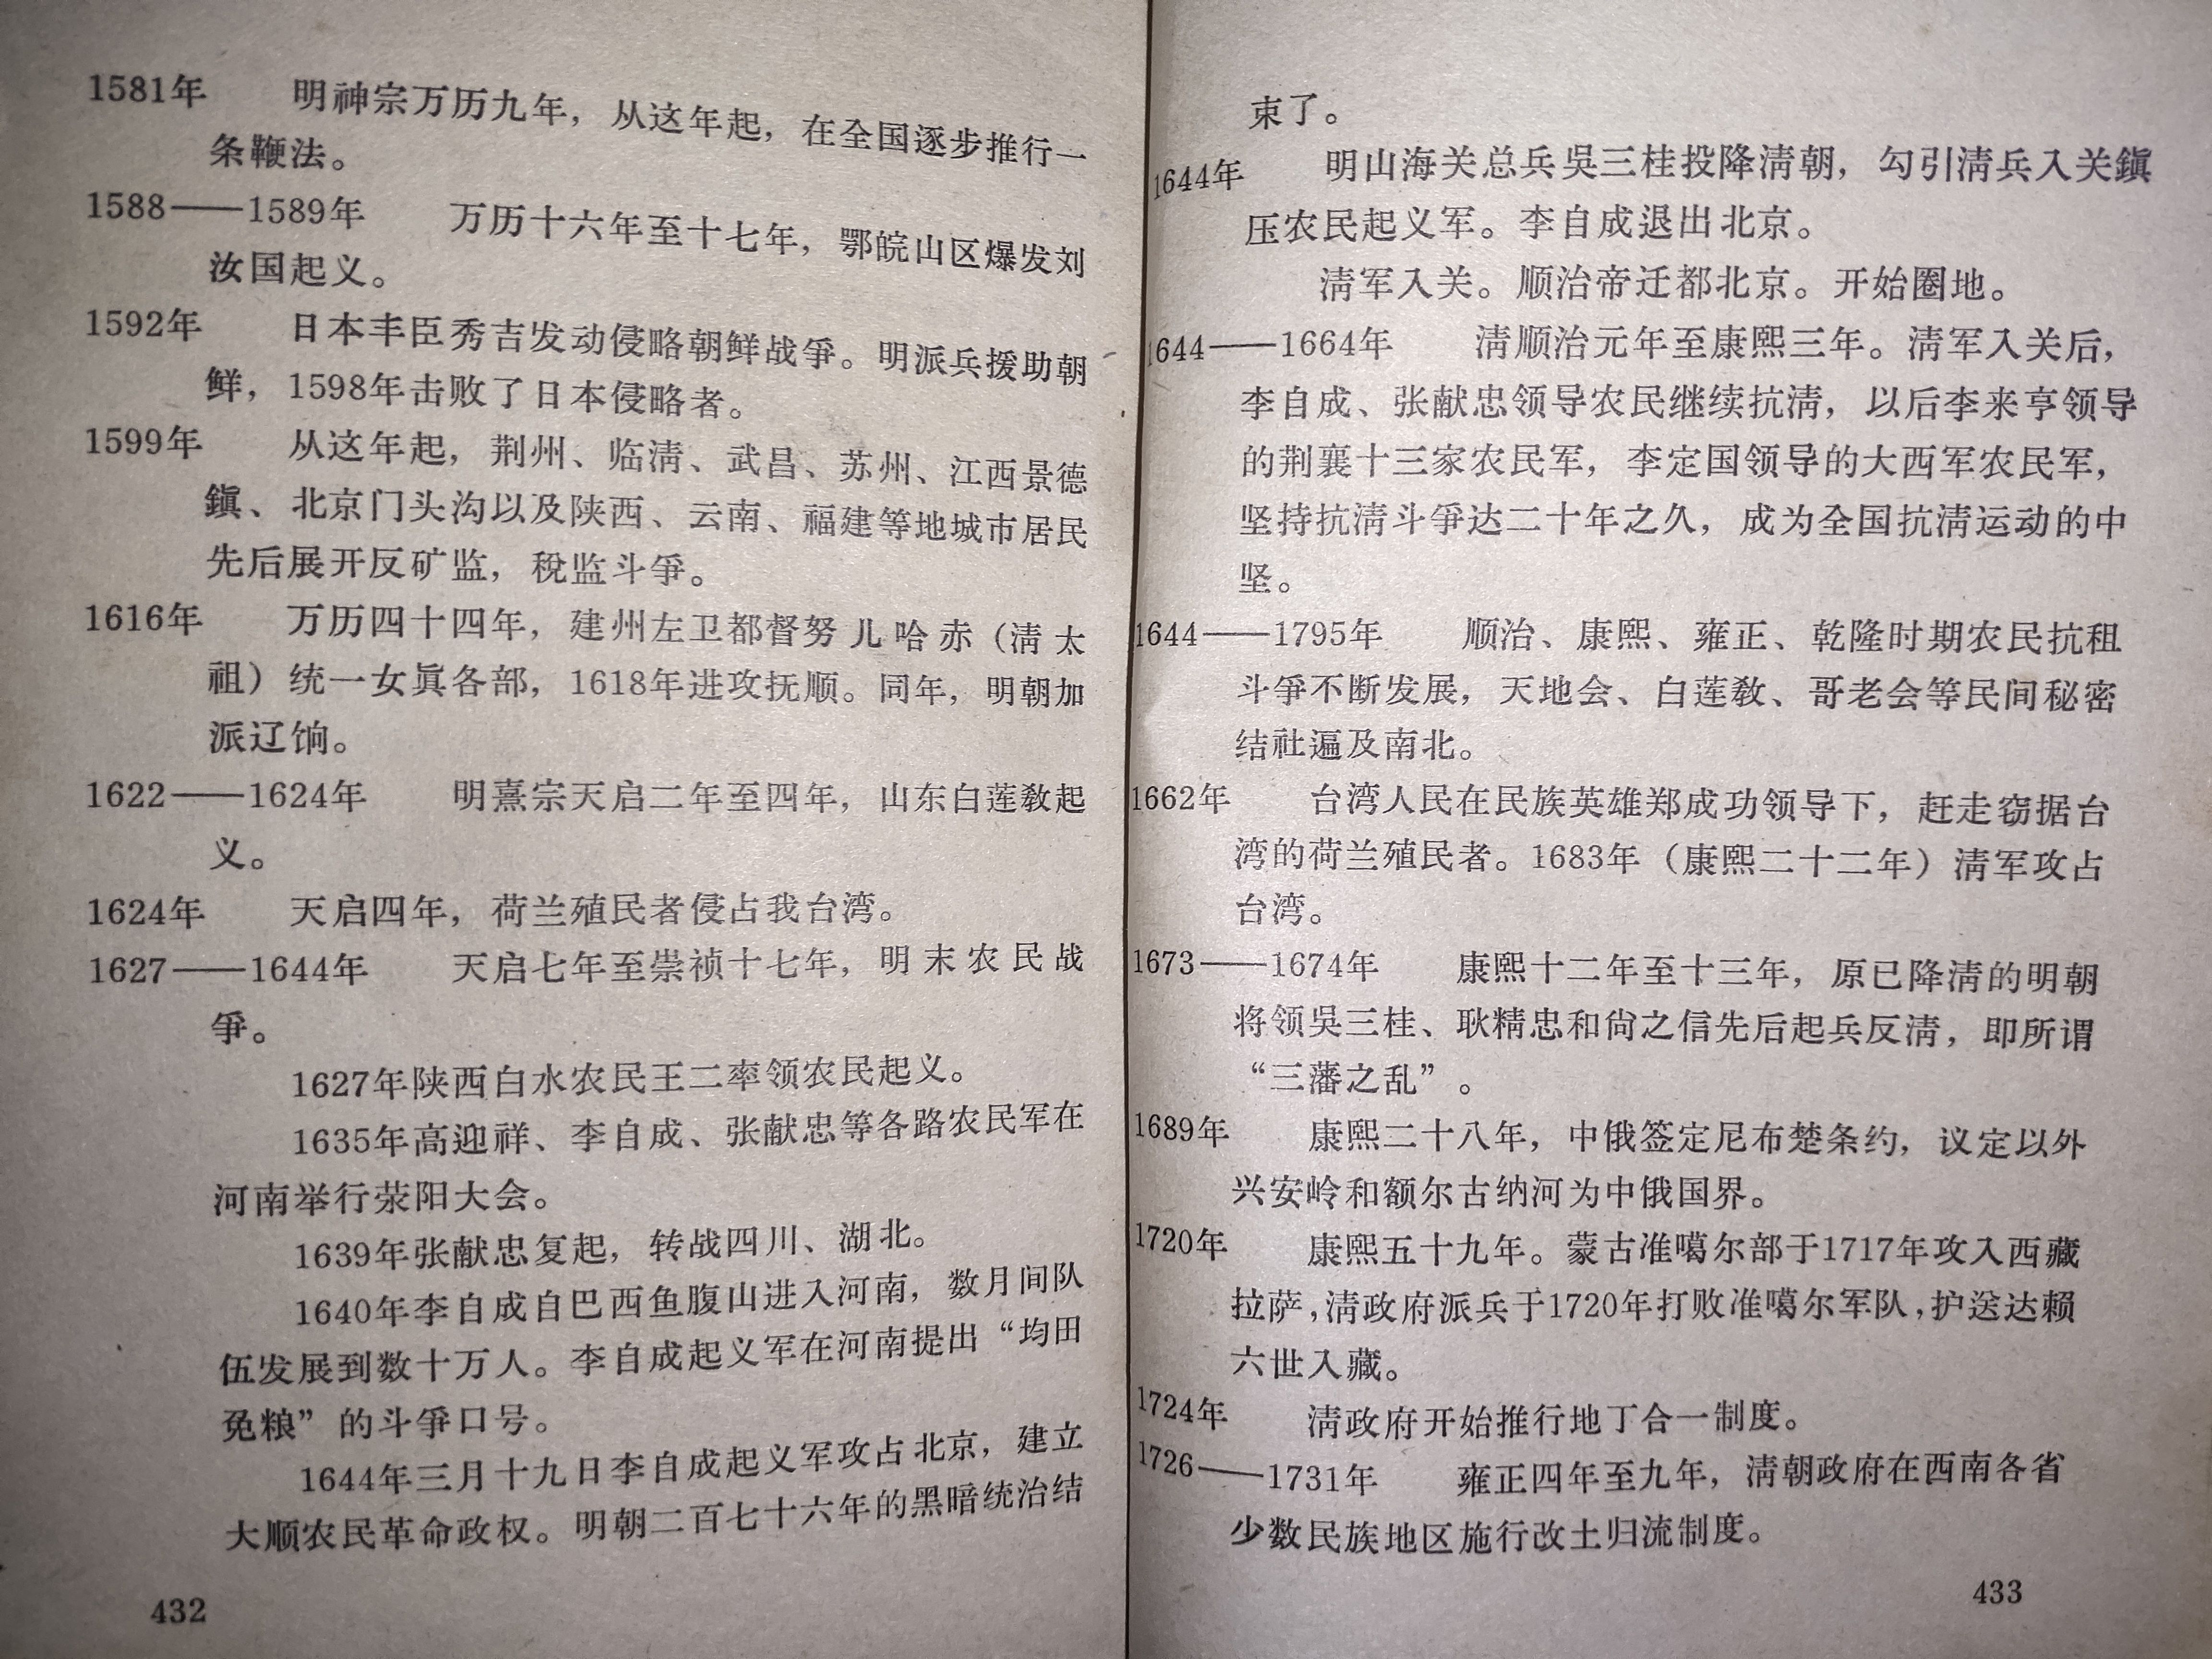 1581年　　明神宗万历九年，从这年起，在全国逐步推行一
条鞭法。
1588——1589年　　万历十六年至十七年，鄂皖山区爆发刘
汝国起义。
1592年　　日本丰臣秀吉发动侵略朝鲜战爭。明派兵援助朝
鲜，1598年击败了日本侵略者。
1599年　　从这年起，荆州、临淸、武昌、苏州、江西景德
鎭、北京门头沟以及陕西、云南、福建等地城市居民
先后展开反矿监，稅监斗爭。
1616年　　万历四十四年，建州左卫都督努儿哈赤（淸太
祖）统一女眞各部，1618年进攻抚顺。同年，明朝加
派辽饷。
1622——1624年　　明熹宗天启二年至四年，山东白莲敎起
义。
1624年　　天启四年，荷兰殖民者侵占我台湾。
1627——1644年　　天启七年至崇祯十七年，明末农民战
爭。
1627年陕西白水农民王二率领农民起义。
1635年高迎祥、李自成、张献忠等各路农民军在
河南举行荥阳大会。
1639年张献忠复起，转战四川、湖北。
1640年李自成自巴西鱼腹山进入河南，数月间队
伍发展到数十万人。李自成起义军在河南提出“均田
免粮”的斗爭口号。
1644年三月十九日李自成起义军攻占北京，建立
大顺农民革命政权。明朝二百七十六年的黑暗统治结
432
束了。
1644年　　明山海关总兵吳三桂投降淸朝，勾引淸兵入关鎭
压农民起义军。李自成退出北京。
淸军入关。顺治帝迁都北京。开始圈地。
1644——1664年　　淸顺治元年至康熙三年。淸军入关后，
李自成、张献忠领导农民继续抗淸，以后李来亨领导
的荆襄十三家农民军，李定国领导的大西军农民军，
坚持抗淸斗爭达二十年之久，成为全国抗淸运动的中
坚。
1644——1795年　　顺治、康熙、雍正、乾隆时期农民抗租
斗爭不断发展，天地会、白莲敎、哥老会等民间秘密
结社遍及南北。
1662年　　台湾人民在民族英雄郑成功领导下，赶走窃据台
湾的荷兰殖民者。1683年（康熙二十二年）淸军攻占
台湾。
1673——1674年　　康熙十二年至十三年，原已降淸的明朝
将领吳三桂、耿精忠和尙之信先后起兵反淸，即所谓
“三藩之乱”。
1689年　　康熙二十八年，中俄签定尼布楚条约，议定以外
兴安岭和额尔古纳河为中俄国界。
1720年　　康熙五十九年。蒙古准噶尔部于1717年攻入西藏
拉萨，淸政府派兵于1720年打败准噶尔军队，护送达赖
六世入藏。
1724年　　淸政府开始推行地丁合一制度。
1726——1731年　　雍正四年至九年，淸朝政府在西南各省
少数民族地区施行改土归流制度。
433